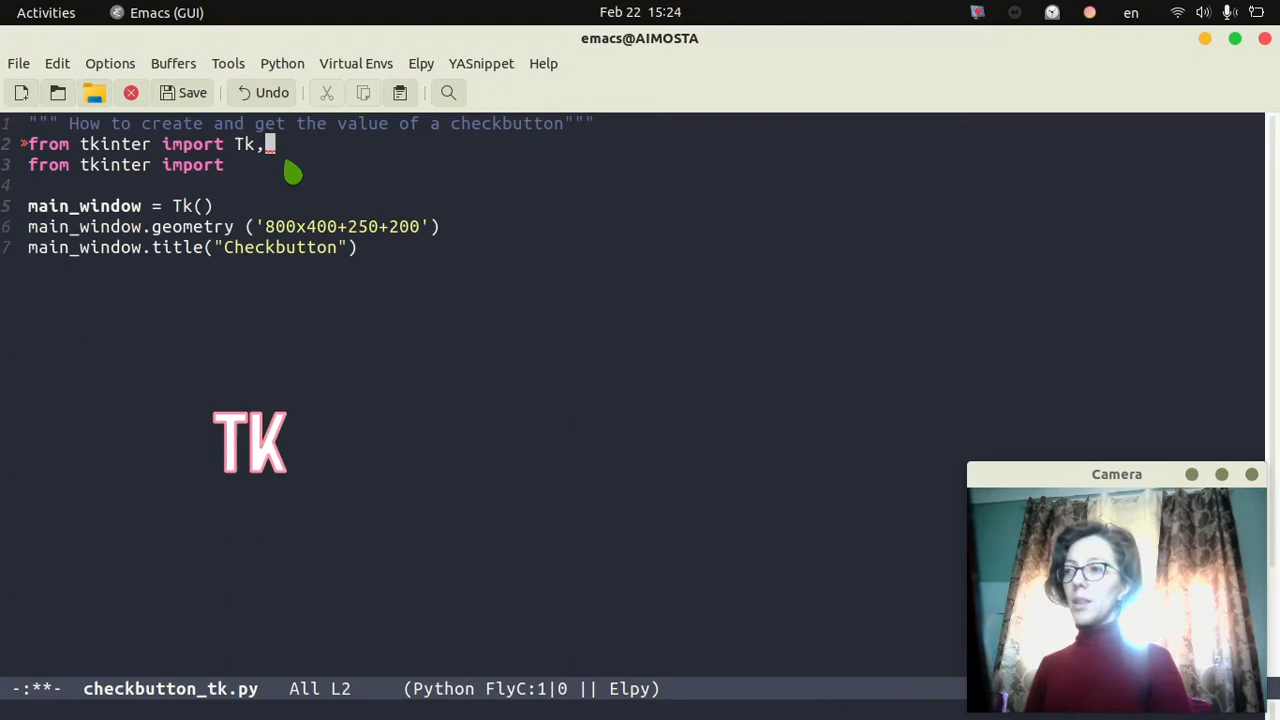 Activities Emacs (GUI) Feb 22 15:24 en
emacs@AIMOSTA
File Edit Options Buffers Tools Python Virtual Envs Elpy YASnippet Help
Save Undo
1 """ How to create and get the value of a checkbutton"""
2 »from tkinter import Tk,
3 from tkinter import
4
5 main_window = Tk()
6 main_window.geometry ('800x400+250+200')
7 main_window.title("Checkbutton")
TK
Camera
-:**- checkbutton_tk.py All L2 (Python FlyC:1|0 || Elpy)